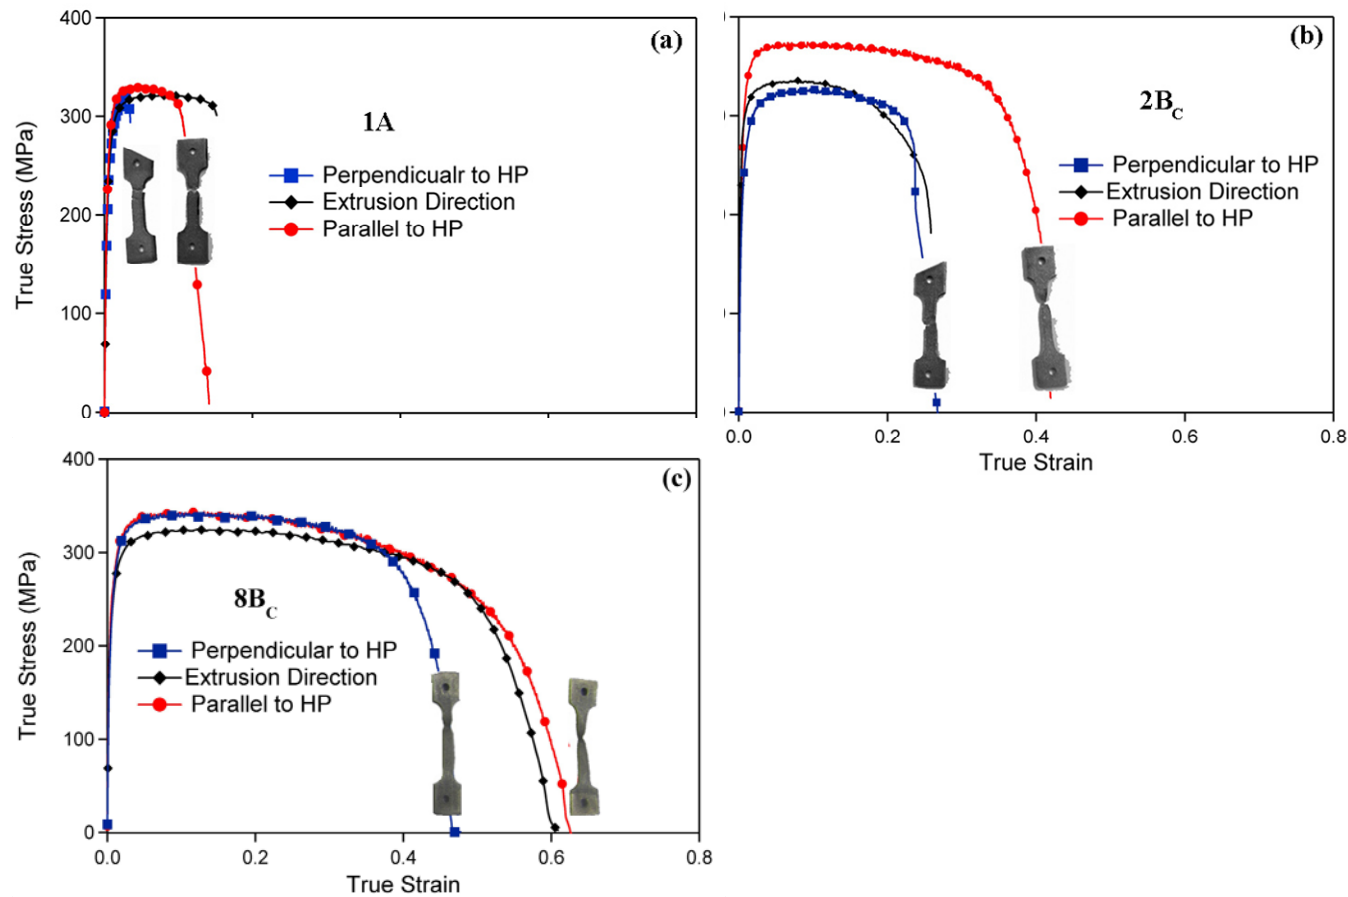 400
300
200
100
0
True Stress (MPa)
(a)
1A
Perpendicualr to HP
Extrusion Direction
Parallel to HP
(b)
2BC
Perpendicular to HP
Extrusion Direction
Parallel to HP
0.0 0.2 0.4 0.6 0.8
True Strain
400
300
200
100
0
True Stress (MPa)
(c)
8BC
Perpendicular to HP
Extrusion Direction
Parallel to HP
0.0 0.2 0.4 0.6 0.8
True Strain